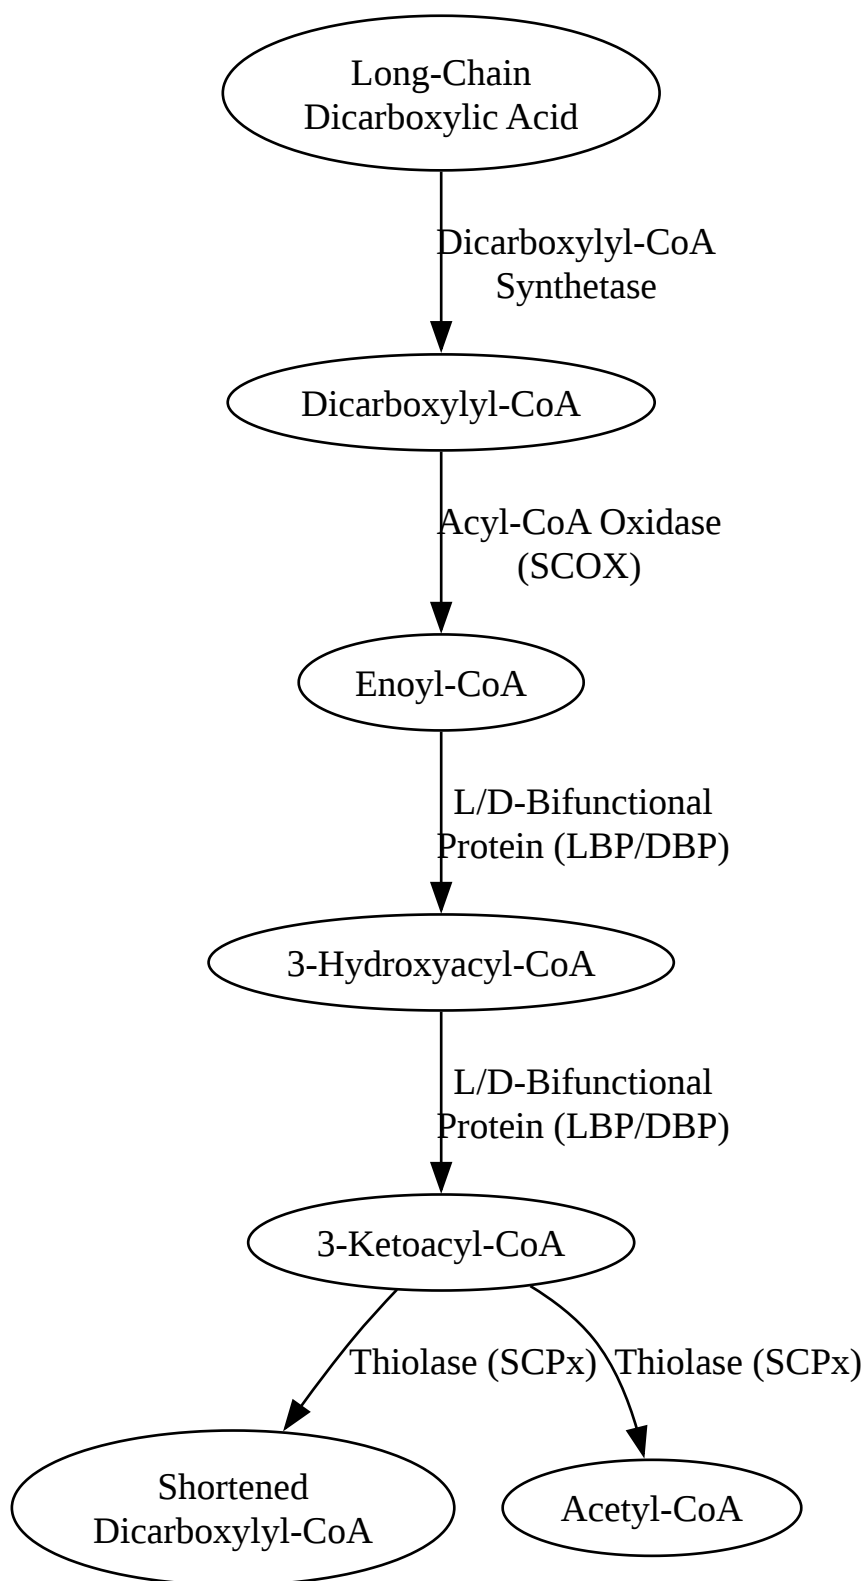 Long-Chain
Dicarboxylic Acid
Dicarboxylyl-CoA
Synthetase
Dicarboxylyl-CoA
Acyl-CoA Oxidase
(SCOX)
Enoyl-CoA
L/D-Bifunctional
Protein (LBP/DBP)
3-Hydroxyacyl-CoA
L/D-Bifunctional
Protein (LBP/DBP)
3-Ketoacyl-CoA
Thiolase (SCPx)
Thiolase (SCPx)
Shortened
Dicarboxylyl-CoA
Acetyl-CoA